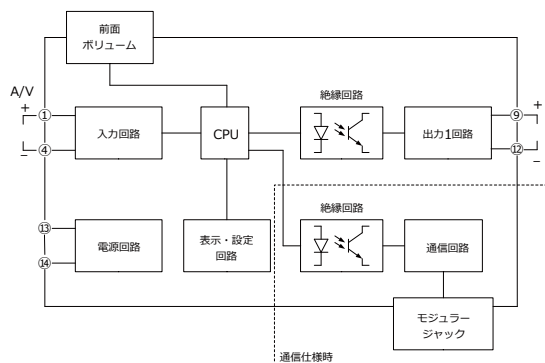 前面
ボリューム
A/V
+
①
④
−
入力回路
CPU
絶縁回路
出力1回路
⑨
+
⑫
−
⑬
⑭
電源回路
表示・設定
回路
絶縁回路
通信回路
モジュラー
ジャック
通信仕様時